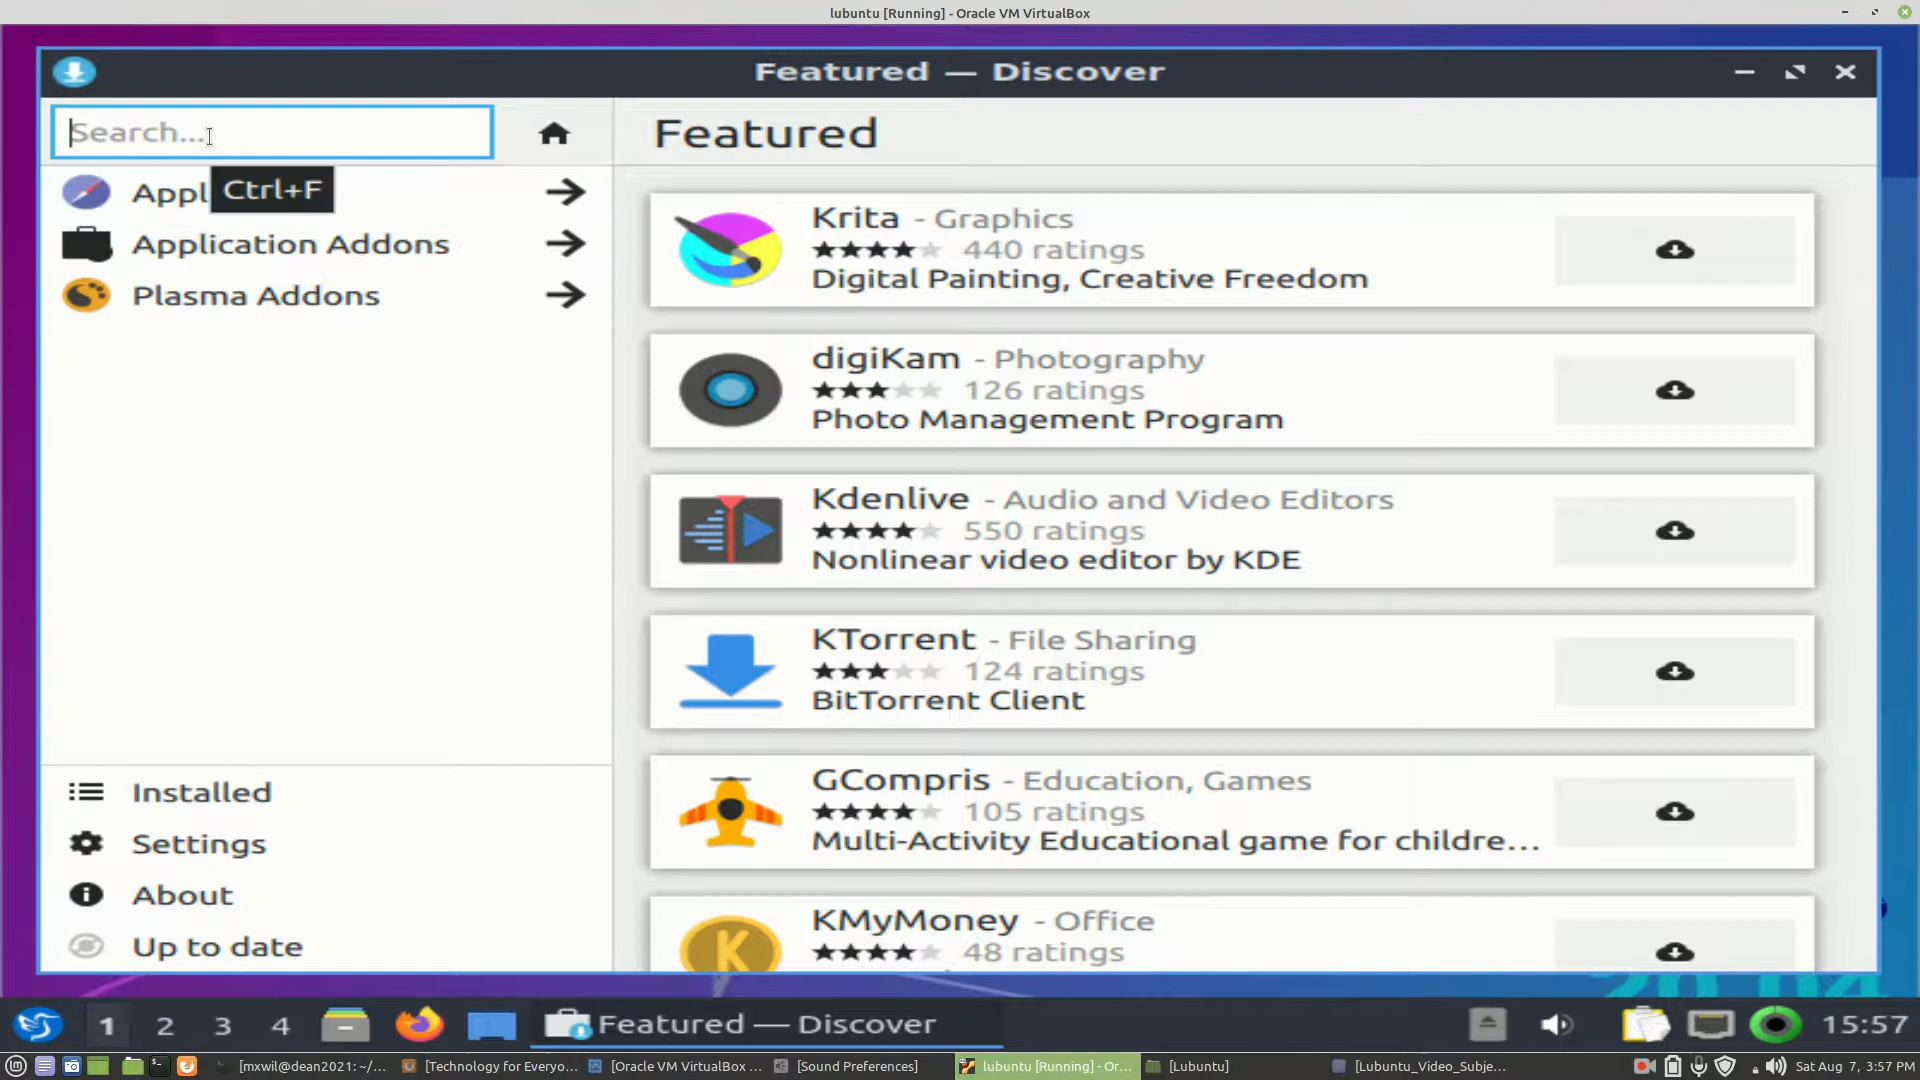 lubuntu [Running] - Oracle VM VirtualBox
Featured — Discover
Search...
Ctrl+F
Appl
Application Addons
Plasma Addons
Installed
Settings
About
Up to date
Featured
Krita - Graphics
440 ratings
Digital Painting, Creative Freedom
digiKam - Photography
126 ratings
Photo Management Program
Kdenlive - Audio and Video Editors
550 ratings
Nonlinear video editor by KDE
KTorrent - File Sharing
124 ratings
BitTorrent Client
GCompris - Education, Games
105 ratings
Multi-Activity Educational game for childre...
KMyMoney - Office
48 ratings
20.04
1 2 3 4 Featured — Discover 15:57
[mxwil@dean2021: ~/... [Technology for Everyo... [Oracle VM VirtualBox ... [Sound Preferences] lubuntu [Running] - Or... [Lubuntu] [Lubuntu_Video_Subje... Sat Aug 7, 3:57 PM